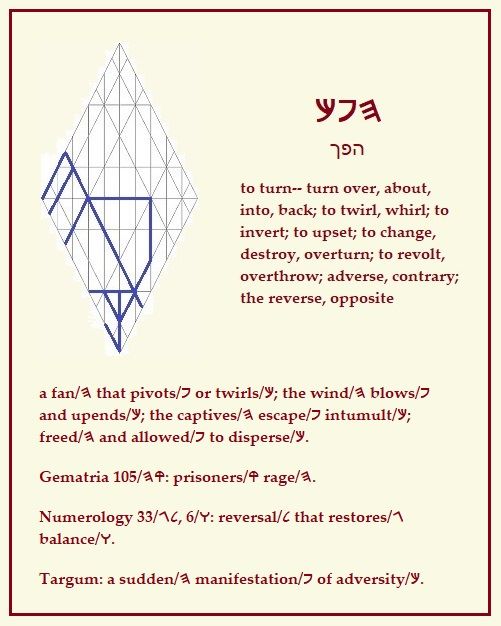 𐤄𐤐𐤊
הפך
to turn-- turn over, about,
into, back; to twirl, whirl; to
invert; to upset; to change,
destroy, overturn; to revolt,
overthrow; adverse, contrary;
the reverse, opposite
a fan/𐤄 that pivots/𐤐 or twirls/𐤊; the wind/𐤄 blows/𐤐
and upends/𐤊; the captives/𐤄 escape/𐤐 intumult/𐤊;
freed/𐤄 and allowed/𐤐 to disperse/𐤊.
Gematria 105/𐤒𐤄: prisoners/𐤒 rage/𐤄.
Numerology 33/𐤋𐤂, 6/𐤅: reversal/𐤋 that restores/𐤂
balance/𐤅.
Targum: a sudden/𐤄 manifestation/𐤐 of adversity/𐤊.